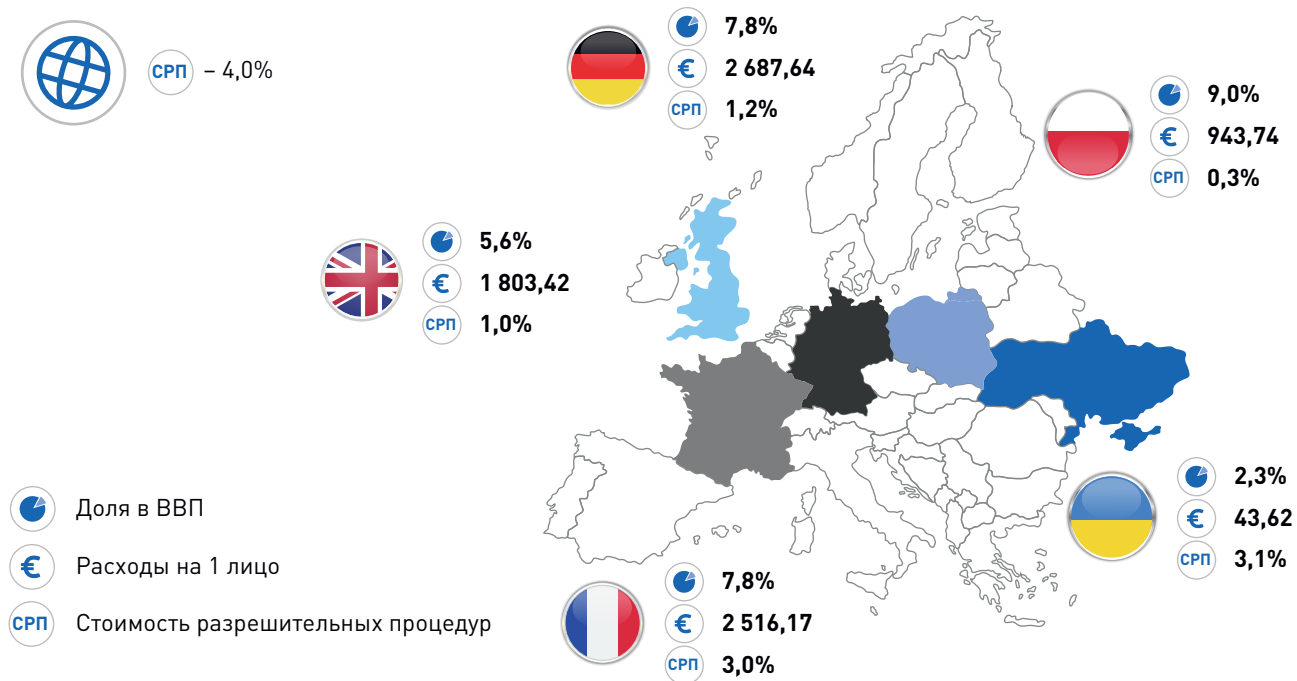 СРП – 4,0%
7,8%
€ 2 687,64
СРП 1,2%
9,0%
€ 943,74
СРП 0,3%
5,6%
€ 1 803,42
СРП 1,0%
2,3%
€ 43,62
СРП 3,1%
Доля в ВВП
€ Расходы на 1 лицо
СРП Стоимость разрешительных процедур
7,8%
€ 2 516,17
СРП 3,0%